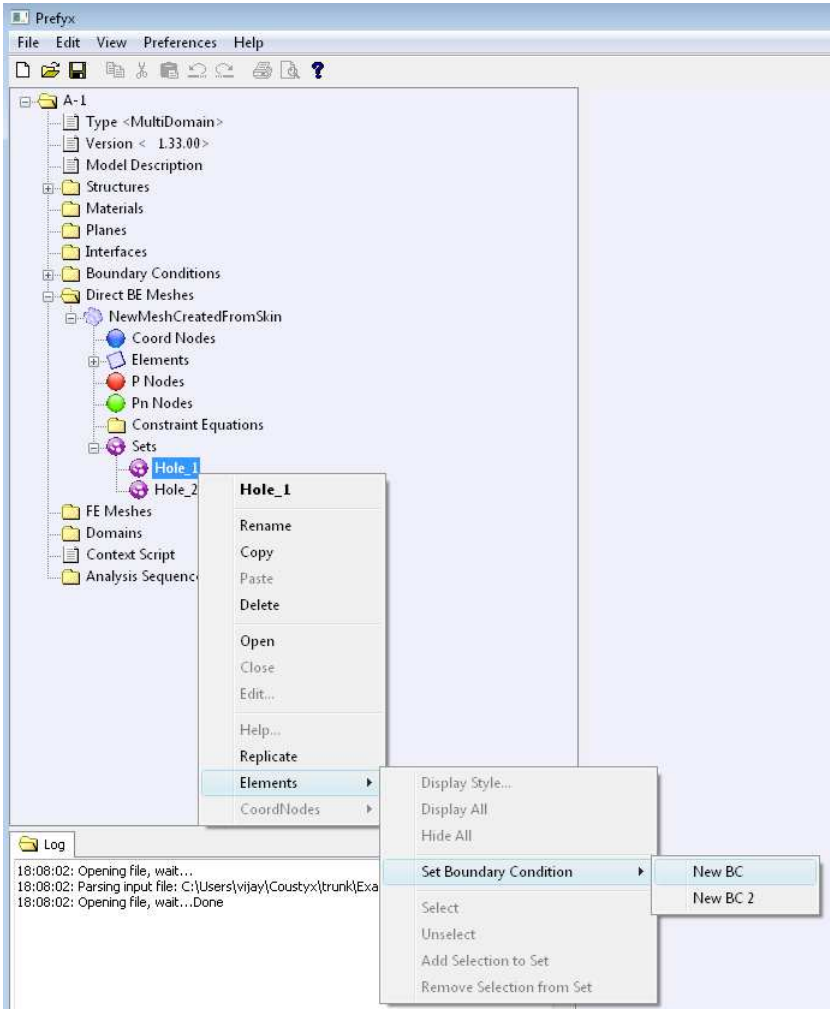 Prefyx
File Edit View Preferences Help
A-1
Type <MultiDomain>
Version < 1.33.00>
Model Description
Structures
Materials
Planes
Interfaces
Boundary Conditions
Direct BE Meshes
NewMeshCreatedFromSkin
Coord Nodes
Elements
P Nodes
Pn Nodes
Constraint Equations
Sets
Hole_1
Hole_2
FE Meshes
Domains
Context Script
Analysis Sequenc
Hole_1
Rename
Copy
Paste
Delete
Open
Close
Edit...
Help...
Replicate
Elements
CoordNodes
Display Style...
Display All
Hide All
Set Boundary Condition
Select
Unselect
Add Selection to Set
Remove Selection from Set
New BC
New BC 2
Log
18:08:02: Opening file, wait...
18:08:02: Parsing input file: C:\Users\vijay\Coustyx\trunk\Exa
18:08:02: Opening file, wait...Done